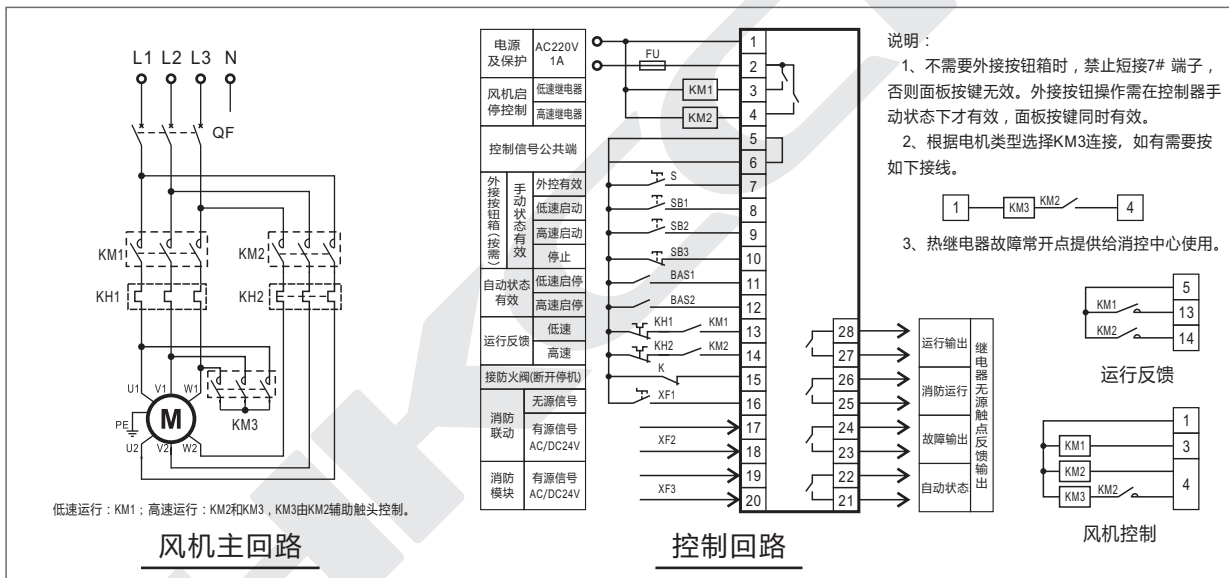 L1 L2 L3 N
QF
KM1
KM2
KH1
KH2
U1 V1 W1
M
PE
U2 V2 W2
KM3
低速运行：KM1；高速运行：KM2和KM3，KM3由KM2辅助触头控制。
风机主回路
电源
及保护
AC220V
1A
风机启
停控制
低速继电器
高速继电器
控制信号公共端
外接按钮箱（按需）
手动状态有效
外控有效
低速启动
高速启动
停止
自动状态
有效
低速启停
高速启停
运行反馈
低速
高速
接防火阀(断开停机)
消防
联动
无源信号
有源信号
AC/DC24V
消防
模块
有源信号
AC/DC24V
FU
KM1
KM2
S
SB1
SB2
SB3
BAS1
BAS2
KH1 KM1
KH2 KM2
K
XF1
XF2
XF3
1
2
3
4
5
6
7
8
9
10
11
12
13
14
15
16
17
18
19
20
28
27
26
25
24
23
22
21
运行输出
消防运行
故障输出
自动状态
继电器无源触点反馈输出
控制回路
说明：
1、不需要外接按钮箱时，禁止短接7# 端子，
否则面板按键无效。外接按钮操作需在控制器手
动状态下才有效，面板按键同时有效。
2、根据电机类型选择KM3连接，如有需要按
如下接线。
1 KM3 KM2 4
3、热继电器故障常开点提供给消控中心使用。
5
KM1 13
KM2 14
运行反馈
1
KM1 3
KM2
4
KM3 KM2
风机控制